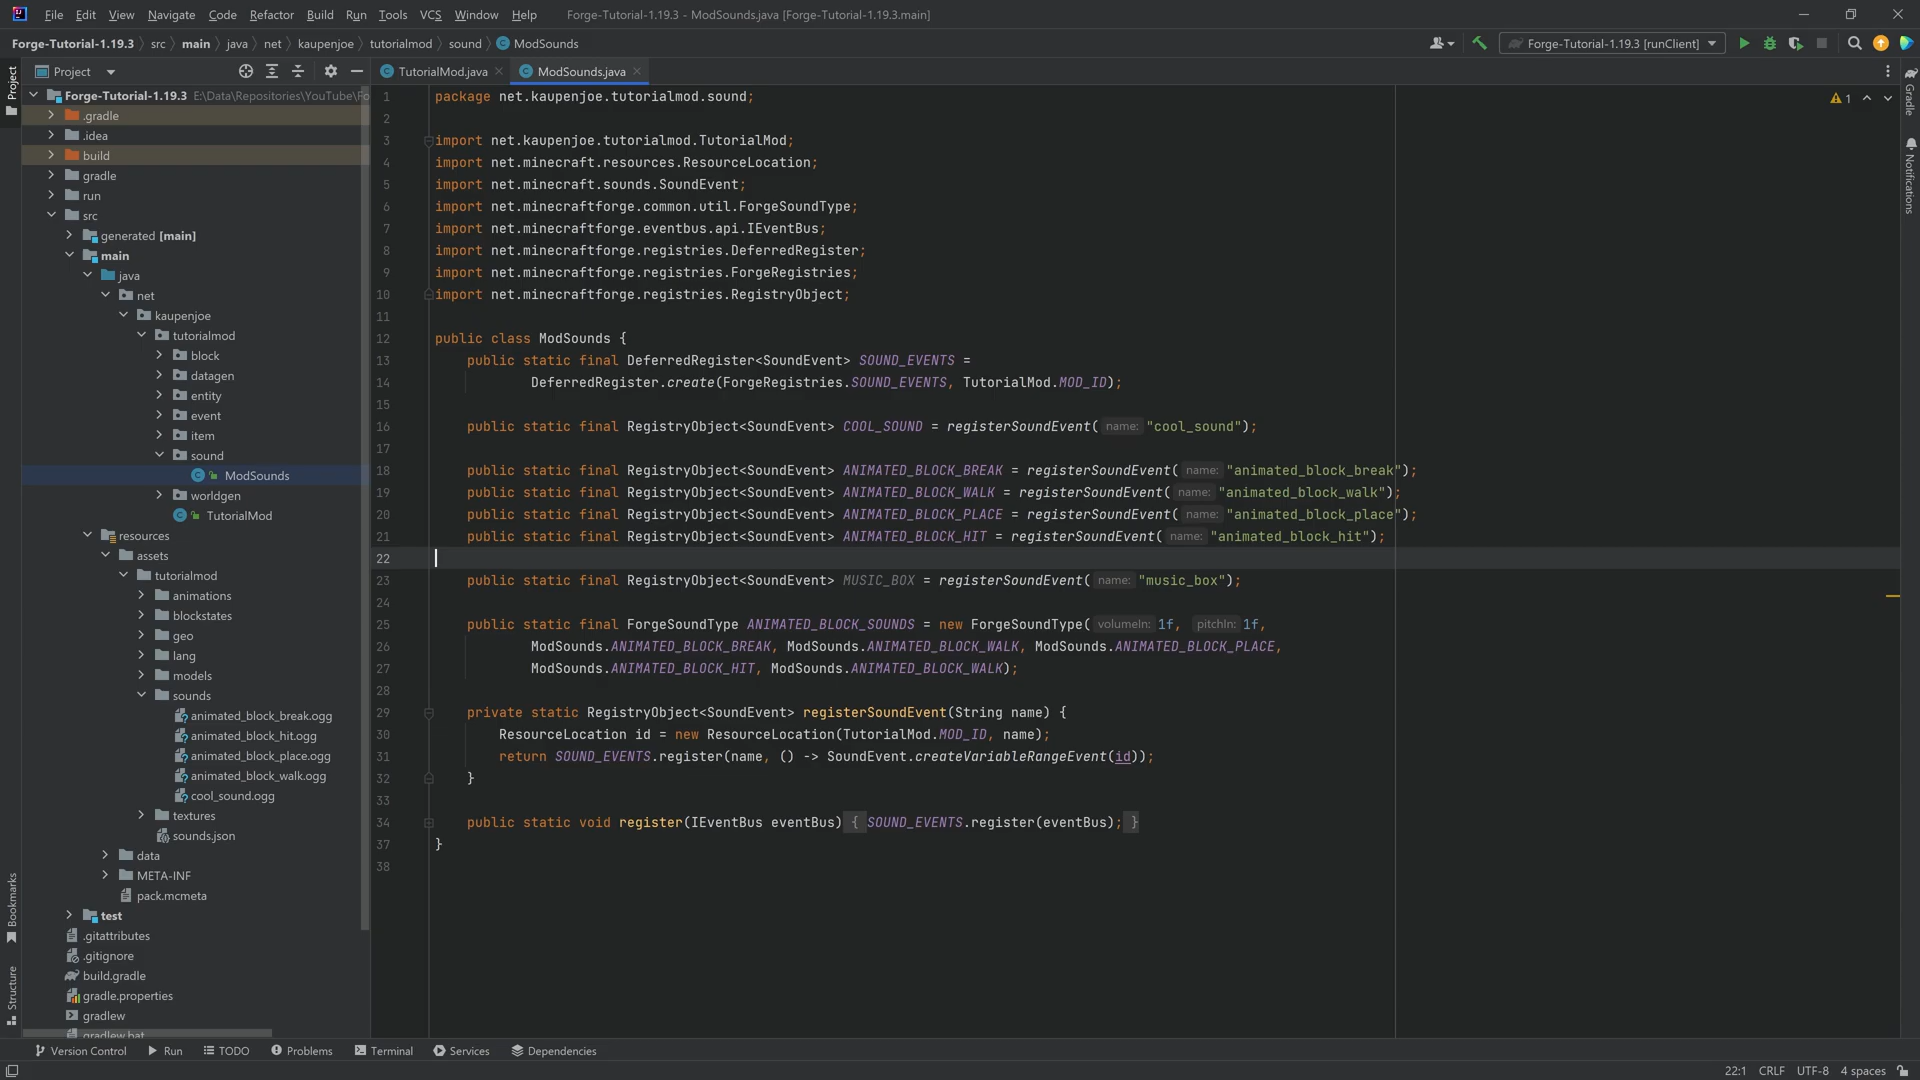 File Edit View Navigate Code Refactor Build Run Tools VCS Window Help Forge-Tutorial-1.19.3 - ModSounds.java [Forge-Tutorial-1.19.3.main]
Forge-Tutorial-1.19.3 src main java net kaupenjoe tutorialmod sound ModSounds
Forge-Tutorial-1.19.3 [runClient]
Project
TutorialMod.java
ModSounds.java
Project
Forge-Tutorial-1.19.3 E:\Data\Repositories\YouTube\Fo
.gradle
.idea
build
gradle
run
src
generated [main]
main
java
net
kaupenjoe
tutorialmod
block
datagen
entity
event
item
sound
ModSounds
worldgen
TutorialMod
resources
assets
tutorialmod
animations
blockstates
geo
lang
models
sounds
animated_block_break.ogg
animated_block_hit.ogg
animated_block_place.ogg
animated_block_walk.ogg
cool_sound.ogg
textures
sounds.json
data
META-INF
pack.mcmeta
test
.gitattributes
.gitignore
build.gradle
gradle.properties
gradlew
gradlew.bat
Bookmarks
Structure
1 package net.kaupenjoe.tutorialmod.sound;
2
3 import net.kaupenjoe.tutorialmod.TutorialMod;
4 import net.minecraft.resources.ResourceLocation;
5 import net.minecraft.sounds.SoundEvent;
6 import net.minecraftforge.common.util.ForgeSoundType;
7 import net.minecraftforge.eventbus.api.IEventBus;
8 import net.minecraftforge.registries.DeferredRegister;
9 import net.minecraftforge.registries.ForgeRegistries;
10 import net.minecraftforge.registries.RegistryObject;
11
12 public class ModSounds {
13 public static final DeferredRegister<SoundEvent> SOUND_EVENTS =
14 DeferredRegister.create(ForgeRegistries.SOUND_EVENTS, TutorialMod.MOD_ID);
15
16 public static final RegistryObject<SoundEvent> COOL_SOUND = registerSoundEvent( name: "cool_sound");
17
18 public static final RegistryObject<SoundEvent> ANIMATED_BLOCK_BREAK = registerSoundEvent( name: "animated_block_break");
19 public static final RegistryObject<SoundEvent> ANIMATED_BLOCK_WALK = registerSoundEvent( name: "animated_block_walk");
20 public static final RegistryObject<SoundEvent> ANIMATED_BLOCK_PLACE = registerSoundEvent( name: "animated_block_place");
21 public static final RegistryObject<SoundEvent> ANIMATED_BLOCK_HIT = registerSoundEvent( name: "animated_block_hit");
22
23 public static final RegistryObject<SoundEvent> MUSIC_BOX = registerSoundEvent( name: "music_box");
24
25 public static final ForgeSoundType ANIMATED_BLOCK_SOUNDS = new ForgeSoundType( volumeIn: 1f, pitchIn: 1f,
26 ModSounds.ANIMATED_BLOCK_BREAK, ModSounds.ANIMATED_BLOCK_WALK, ModSounds.ANIMATED_BLOCK_PLACE,
27 ModSounds.ANIMATED_BLOCK_HIT, ModSounds.ANIMATED_BLOCK_WALK);
28
29 private static RegistryObject<SoundEvent> registerSoundEvent(String name) {
30 ResourceLocation id = new ResourceLocation(TutorialMod.MOD_ID, name);
31 return SOUND_EVENTS.register(name, () -> SoundEvent.createVariableRangeEvent(id));
32 }
33
34 public static void register(IEventBus eventBus) { SOUND_EVENTS.register(eventBus); }
37 }
38
1
Gradle
Notifications
Version Control Run TODO Problems Terminal Services Dependencies
22:1 CRLF UTF-8 4 spaces